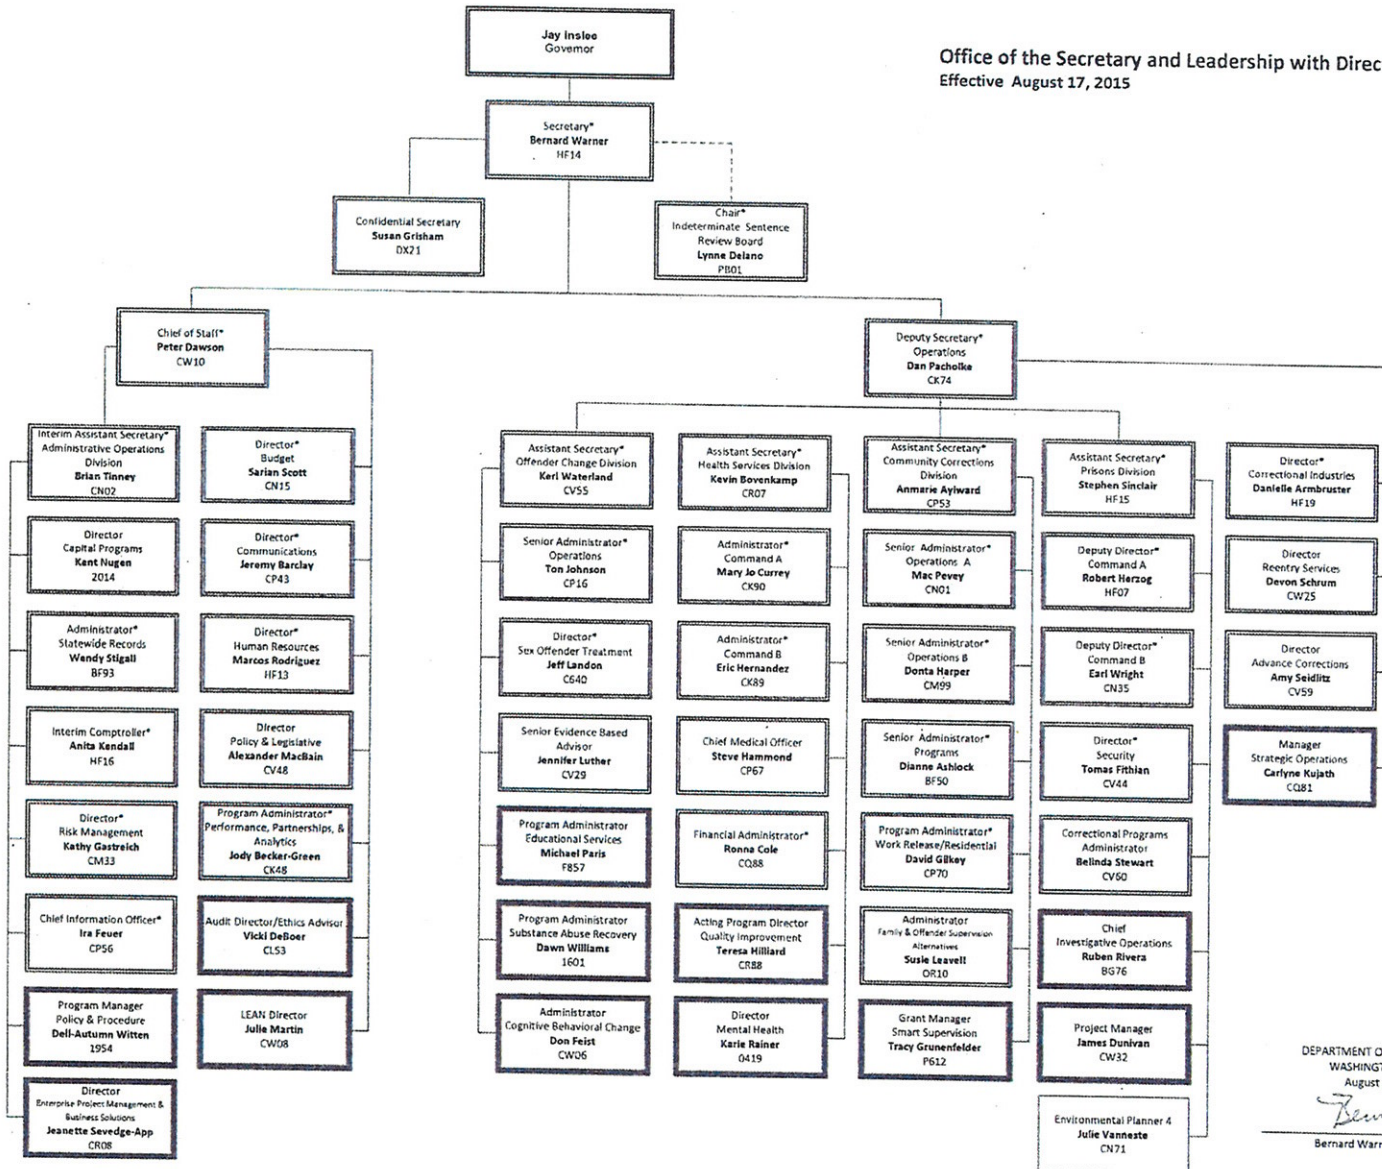 Jay Inslee
Governor
Office of the Secretary and Leadership with Direc
Effective August 17, 2015
Secretary*
Bernard Warner
HF14
Confidential Secretary
Susan Grisham
DX21
Chair*
Indeterminate Sentence
Review Board
Lynne Delano
PB01
Chief of Staff*
Peter Dawson
CW10
Deputy Secretary*
Operations
Dan Pacholke
CK74
Interim Assistant Secretary*
Administrative Operations
Division
Brian Tinney
CN02
Director
Capital Programs
Kent Nugen
2014
Administrator*
Statewide Records
Wendy Stigall
BF93
Interim Comptroller*
Anita Kendall
HF16
Director*
Risk Management
Kathy Gastreich
CM33
Chief Information Officer*
Ira Feuer
CP56
Program Manager
Policy & Procedure
Dell-Autumn Witten
1954
Director
Enterprise Project Management &
Business Solutions
Jeanette Sevedge-App
CR08
Director*
Budget
Sarian Scott
CN15
Director*
Communications
Jeremy Barclay
CP43
Director*
Human Resources
Marcos Rodriguez
HF13
Director
Policy & Legislative
Alexander MacBain
CV48
Program Administrator*
Performance, Partnerships, &
Analytics
Jody Becker-Green
CK48
Audit Director/Ethics Advisor
Vicki DeBoer
CL53
LEAN Director
Julie Martin
CW08
Assistant Secretary*
Offender Change Division
Keri Waterland
CV55
Senior Administrator*
Operations
Ton Johnson
CP16
Director*
Sex Offender Treatment
Jeff Landon
C640
Senior Evidence Based
Advisor
Jennifer Luther
CV29
Program Administrator
Educational Services
Michael Paris
F857
Program Administrator
Substance Abuse Recovery
Dawn Williams
1601
Administrator
Cognitive Behavioral Change
Don Feist
CW06
Assistant Secretary*
Health Services Division
Kevin Bovenkamp
CR07
Administrator*
Command A
Mary Jo Currey
CK90
Administrator*
Command B
Eric Hernandez
CK89
Chief Medical Officer
Steve Hammond
CP67
Financial Administrator*
Ronna Cole
CQ88
Acting Program Director
Quality Improvement
Teresa Hilliard
CR88
Director
Mental Health
Karie Rainer
0419
Assistant Secretary*
Community Corrections
Division
Anmarie Aylward
CP53
Senior Administrator*
Operations A
Mac Pevey
CN01
Senior Administrator*
Operations B
Donta Harper
CM99
Senior Administrator*
Programs
Dianne Ashlock
BF50
Program Administrator*
Work Release/Residential
David Gilkey
CP70
Administrator
Family & Offender Supervision
Alternatives
Susie Leavell
OR10
Grant Manager
Smart Supervision
Tracy Grunenfelder
P612
Assistant Secretary*
Prisons Division
Stephen Sinclair
HF15
Deputy Director*
Command A
Robert Herzog
HF07
Deputy Director*
Command B
Earl Wright
CN35
Director*
Security
Tomas Fithian
CV44
Correctional Programs
Administrator
Belinda Stewart
CV60
Chief
Investigative Operations
Ruben Rivera
BG76
Project Manager
James Dunivan
CW32
Environmental Planner 4
Julie Vanneste
CN71
Director*
Correctional Industries
Danielle Armbruster
HF19
Director
Reentry Services
Devon Schrum
CW25
Director
Advance Corrections
Amy Seidlitz
CV59
Manager
Strategic Operations
Carlyne Kujath
CQ81
DEPARTMENT O
WASHINGT
August
Bern
Bernard Warr